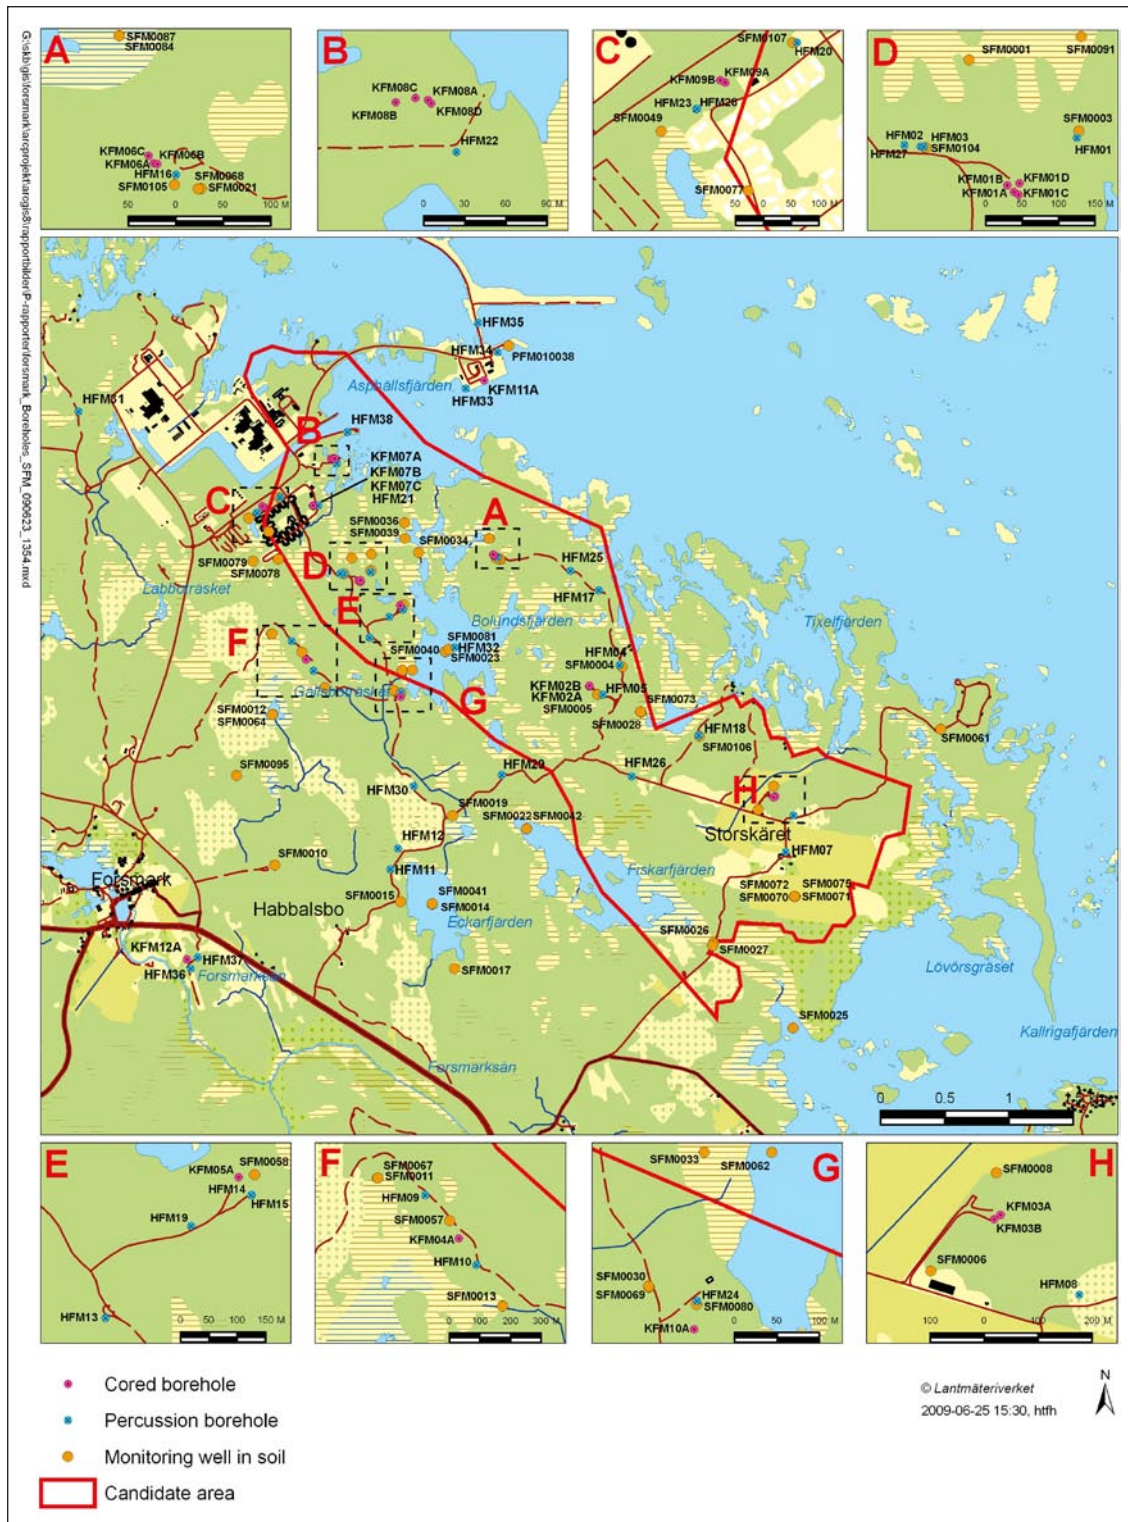 G:\skb\gis\forsmark\arcprojekt\arcgis8\rapportbilder\P-rapporter\forsmark_Boreholes_SFM_090623_1354.mxd
A
SFM0087
SFM0084
KFM06C
KFM06B
KFM06A
HFM16
SFM0068
SFM0105
SFM0021
50 0 100 M
B
KFM08C
KFM08A
KFM08B
KFM08D
HFM22
0 30 60 90 M
C
SFM0107
HFM20
KFM09B
KFM09A
HFM23
HFM28
SFM0049
SFM0077
50 0 50 100 M
D
SFM0001
SFM0091
SFM0003
HFM02
HFM03
HFM27
SFM0104
HFM01
KFM01B
KFM01D
KFM01A
KFM01C
50 0 50 100 150 M
HFM35
HFM34
PFM010038
Asphällsfjärden
KFM11A
HFM33
HFM31
HFM38
B
KFM07A
KFM07B
KFM07C
HFM21
C
A
SFM0036
SFM0039
SFM0034
HFM25
D
SFM0079
SFM0078
HFM17
Labboträsket
E
Bolundsfjärden
Tixelfjärden
F
SFM0081
HFM32
SFM0040
SFM0023
HFM04
SFM0004
KFM02B
KFM02A
HFM05
SFM0005
Gällsboträsket
G
SFM0073
SFM0028
SFM0012
SFM0064
HFM18
SFM0106
SFM0061
SFM0095
HFM29
HFM26
HFM30
H
SFM0019
SFM0022
SFM0042
Storskäret
HFM12
HFM07
SFM0010
HFM11
Fiskarfjärden
Forsmark
SFM0072
SFM0075
SFM0070
SFM0071
SFM0015
SFM0041
SFM0014
Habbalsbo
Eckarfjärden
SFM0026
SFM0027
KFM12A
HFM37
HFM36
Forsmarksån
SFM0017
Lövörsgräset
SFM0025
Kallrigafjärden
Forsmarksån
0 0.5 1
E
KFM05A
SFM0058
HFM14
HFM15
HFM19
HFM13
0 50 100 150 M
F
SFM0067
SFM0011
HFM09
SFM0057
KFM04A
HFM10
SFM0013
0 100 200 300 M
G
SFM0033
SFM0062
SFM0030
SFM0069
HFM24
SFM0080
KFM10A
0 50 100 M
H
SFM0008
KFM03A
KFM03B
SFM0006
HFM08
100 0 100 200 M
Cored borehole
Percussion borehole
Monitoring well in soil
Candidate area
© Lantmäteriverket
2009-06-25 15:30, htfh
N